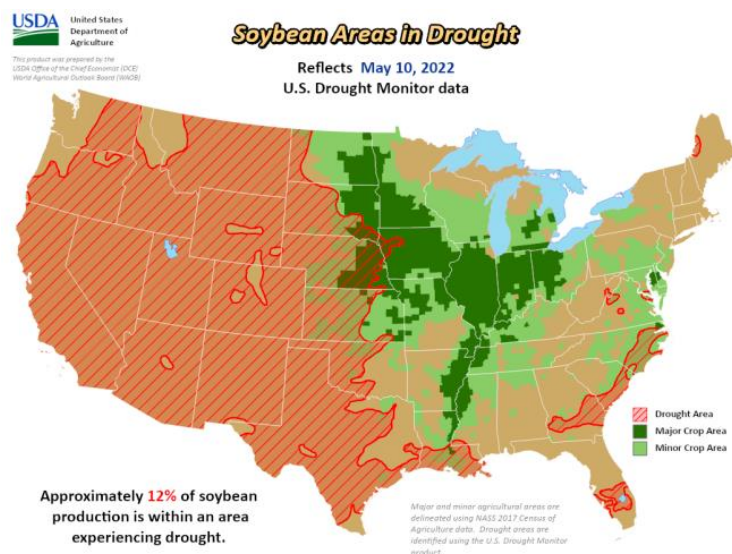 USDA
United States
Department of
Agriculture
This product was prepared by the
USDA Office of the Chief Economist (OCE)
World Agricultural Outlook Board (WAOB)
Soybean Areas in Drought
Reflects May 10, 2022
U.S. Drought Monitor data
Drought Area
Major Crop Area
Minor Crop Area
Approximately 12% of soybean
production is within an area
experiencing drought.
Major and minor agricultural areas are
delineated using NASS 2017 Census of
Agriculture data. Drought areas are
identified using the U.S. Drought Monitor
product.